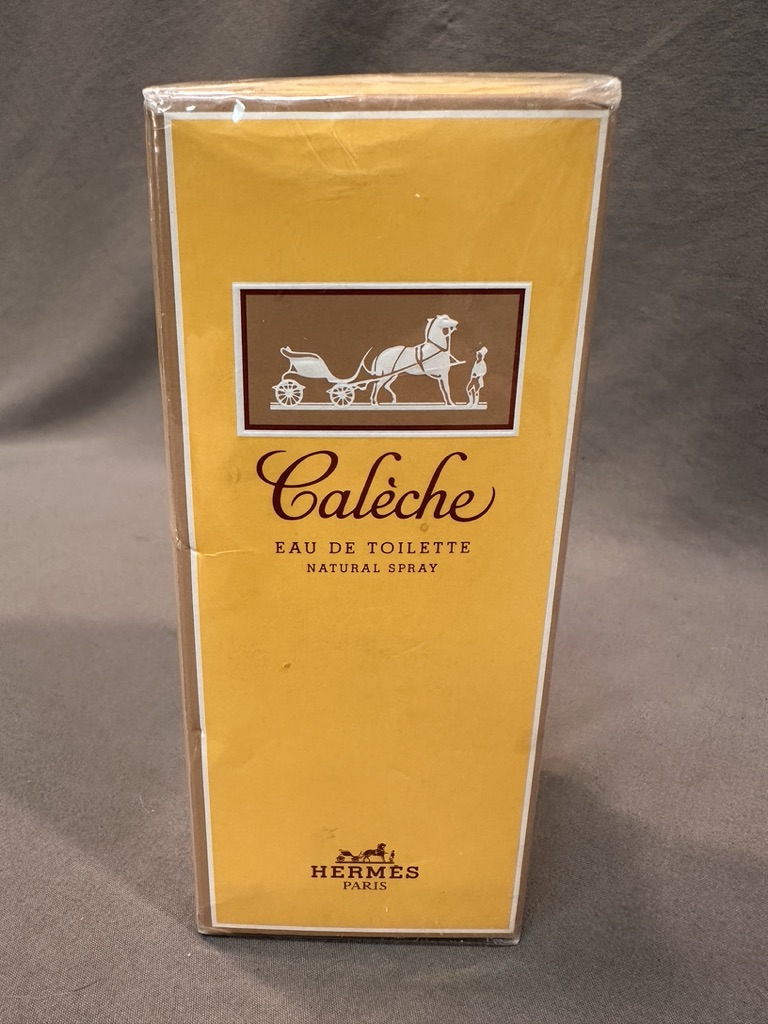 Calèche
EAU DE TOILETTE
NATURAL SPRAY
HERMÈS
PARIS